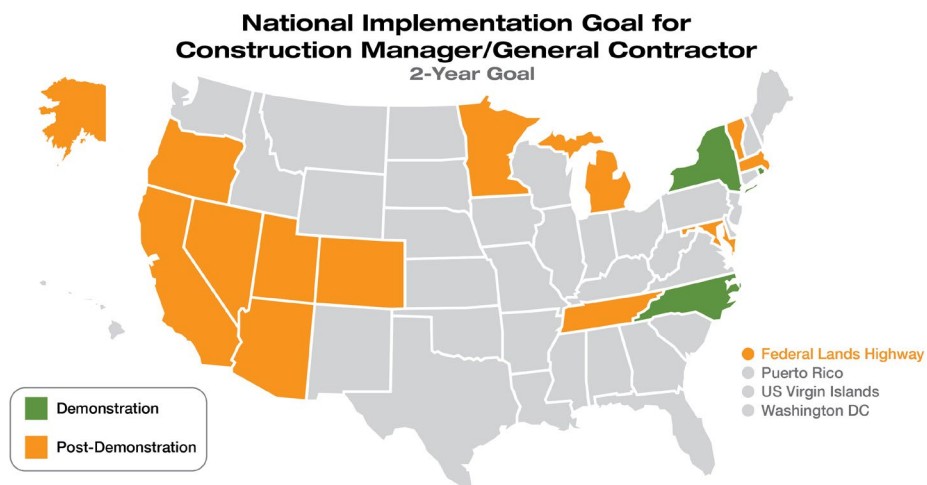 National Implementation Goal for
Construction Manager/General Contractor
2-Year Goal
Federal Lands Highway
Puerto Rico
US Virgin Islands
Washington DC
Demonstration
Post-Demonstration